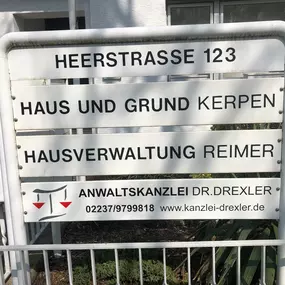 HEERSTRASSE 123
HAUS UND GRUND KERPEN
HAUSVERWALTUNG REIMER
ANWALTSKANZLEI DR.DREXLER
02237/9799818 www.kanzlei-drexler.de